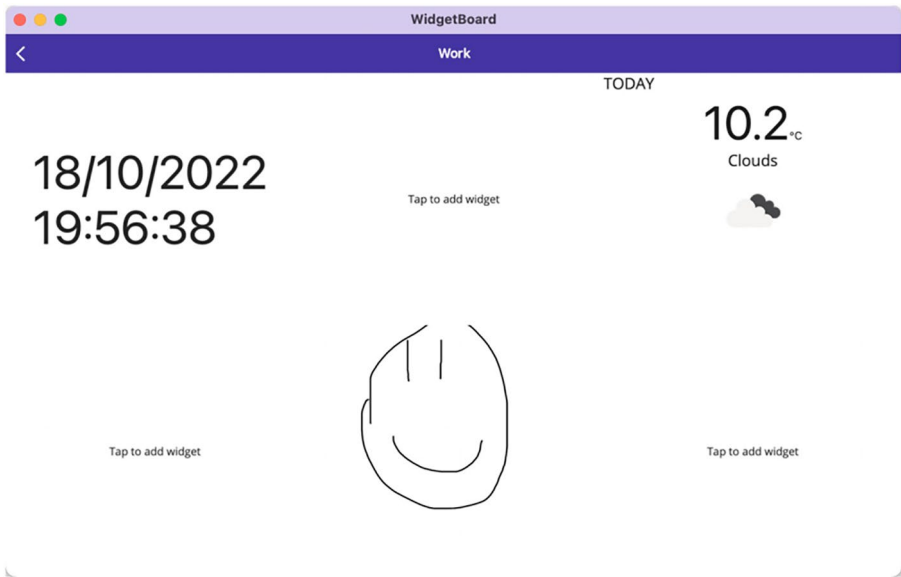 WidgetBoard
Work
18/10/2022
19:56:38
Tap to add widget
TODAY
10.2°C
Clouds
Tap to add widget
Tap to add widget